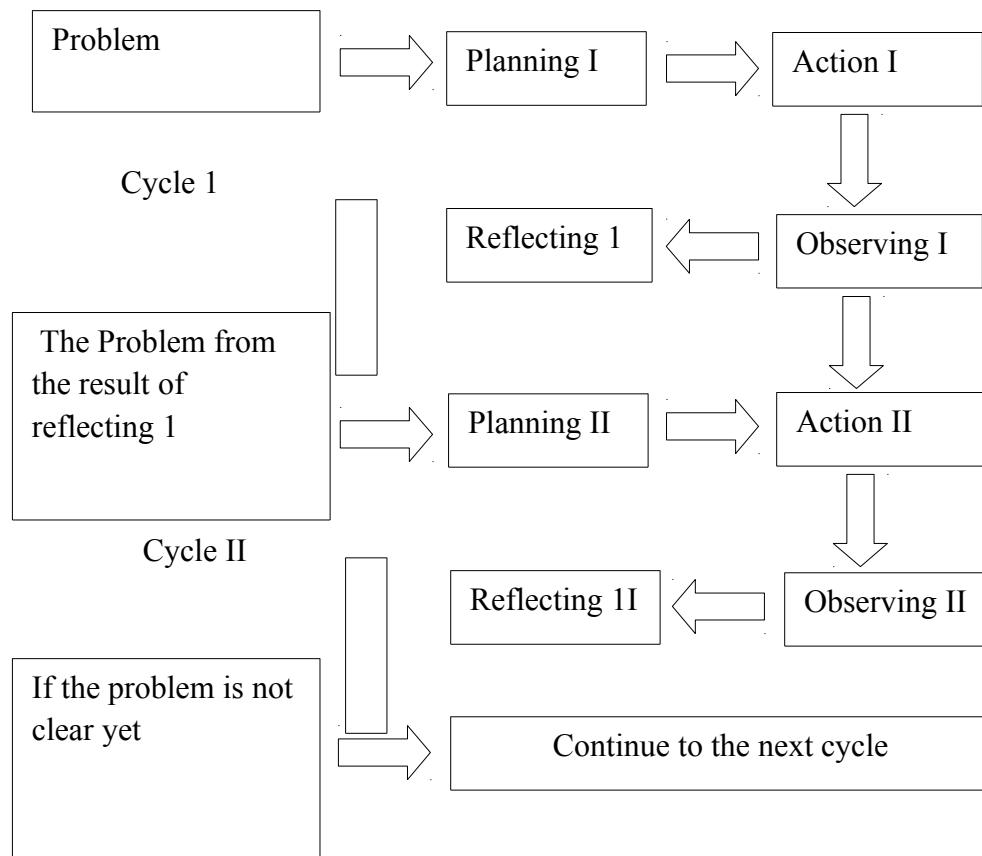 Problem
Planning I
Action I
Cycle 1
Reflecting 1
Observing I
The Problem from
the result of
reflecting 1
Planning II
Action II
Cycle II
Reflecting 1I
Observing II
If the problem is not
clear yet
Continue to the next cycle